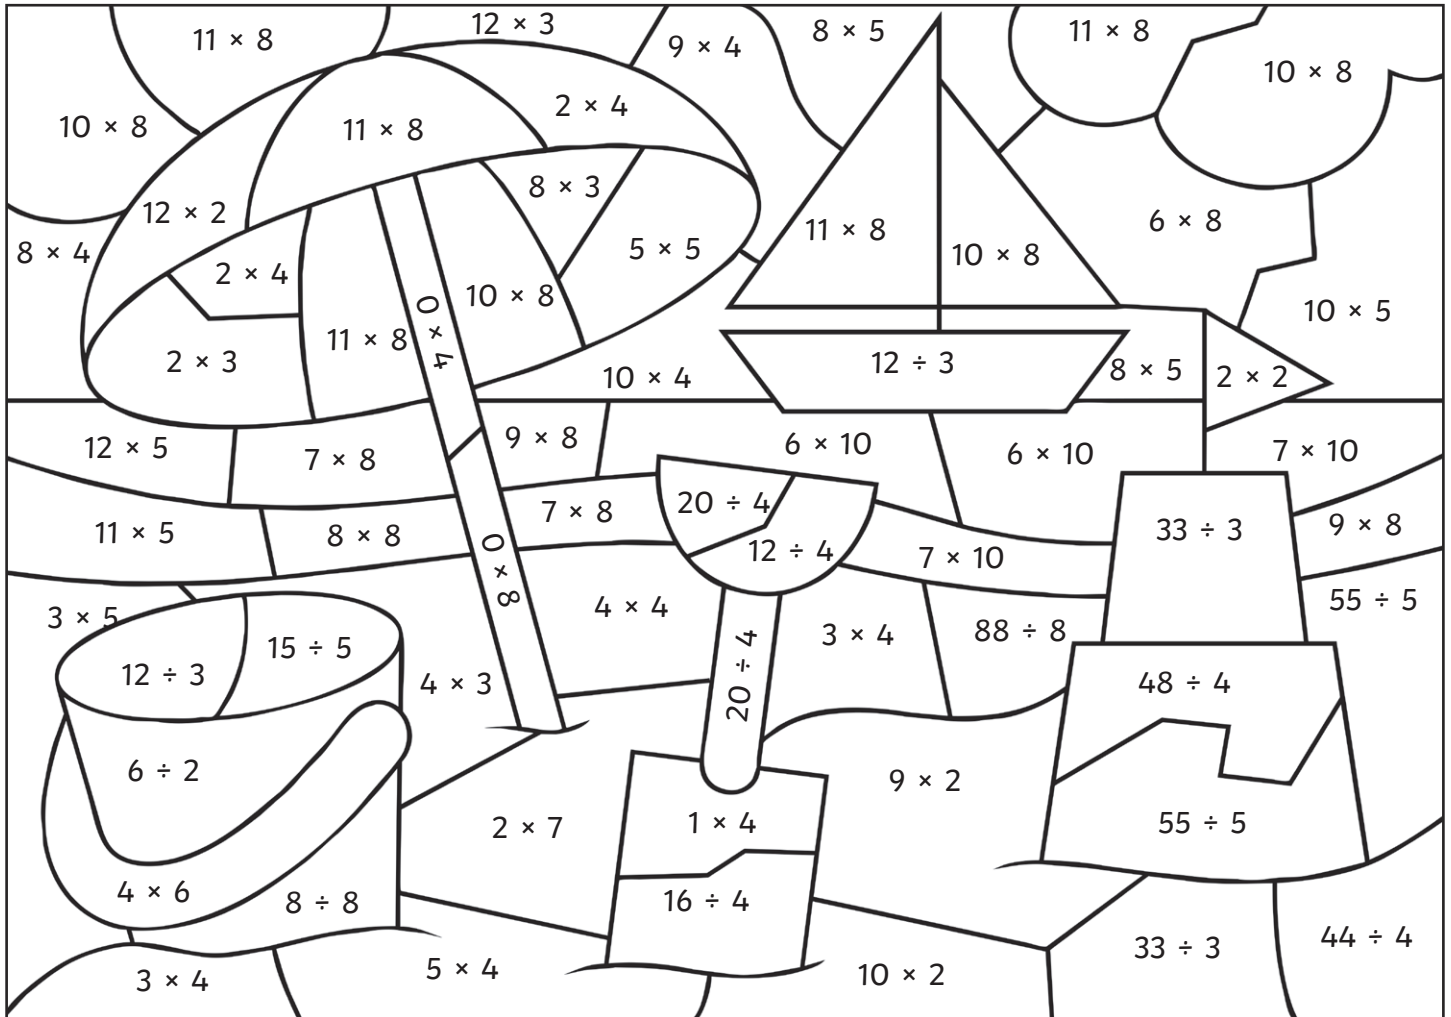 11 × 8
12 × 3
9 × 4
8 × 5
11 × 8
10 × 8
10 × 8
11 × 8
2 × 4
12 × 2
8 × 3
8 × 4
2 × 4
5 × 5
11 × 8
10 × 8
6 × 8
10 × 8
11 × 8
0 × 4
2 × 3
10 × 4
12 ÷ 3
8 × 5
2 × 2
10 × 5
12 × 5
7 × 8
9 × 8
6 × 10
6 × 10
7 × 10
11 × 5
8 × 8
7 × 8
20 ÷ 4
12 ÷ 4
7 × 10
33 ÷ 3
9 × 8
0 × 8
3 × 5
4 × 4
3 × 4
88 ÷ 8
55 ÷ 5
12 ÷ 3
15 ÷ 5
4 × 3
20 ÷ 4
48 ÷ 4
6 ÷ 2
9 × 2
2 × 7
1 × 4
55 ÷ 5
4 × 6
8 ÷ 8
16 ÷ 4
33 ÷ 3
44 ÷ 4
3 × 4
5 × 4
10 × 2